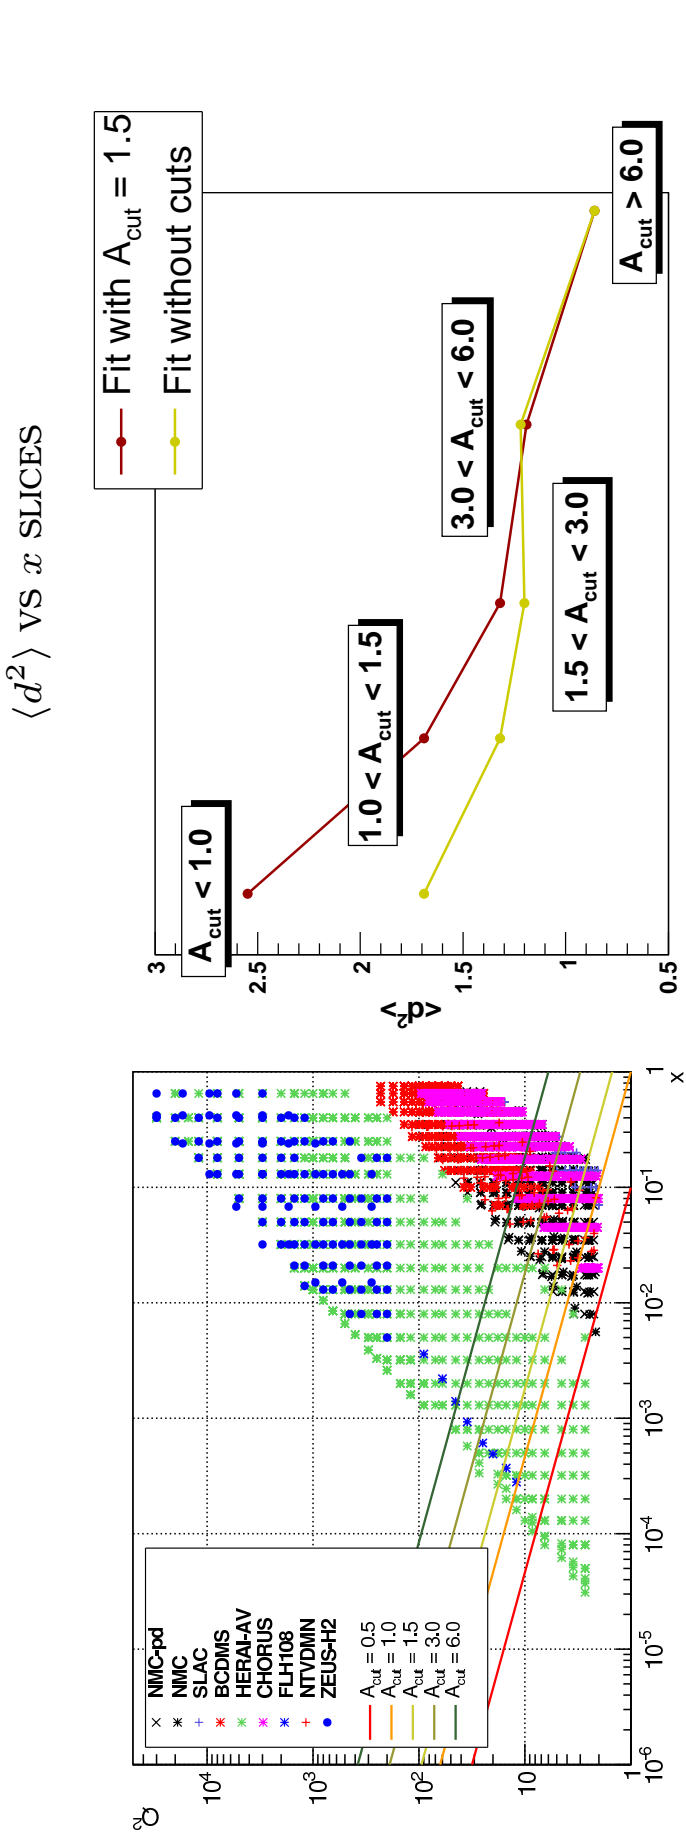 ⟨d²⟩ VS x SLICES
Q²
10⁴
10³
10²
10
1
10⁻⁶
10⁻⁵
10⁻⁴
10⁻³
10⁻²
10⁻¹
1
x
NMC-pd
NMC
SLAC
BCDMS
HERAI-AV
CHORUS
FLH108
NTVDMN
ZEUS-H2
A_cut = 0.5
A_cut = 1.0
A_cut = 1.5
A_cut = 3.0
A_cut = 6.0
<d²>
3
2.5
2
1.5
1
0.5
Fit with A_cut = 1.5
Fit without cuts
A_cut < 1.0
1.0 < A_cut < 1.5
1.5 < A_cut < 3.0
3.0 < A_cut < 6.0
A_cut > 6.0